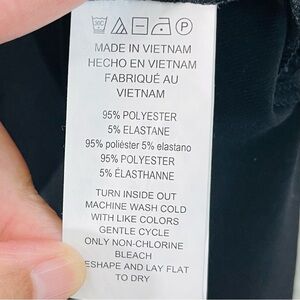 30C
P
MADE IN VIETNAM
HECHO EN VIETNAM
FABRIQUÉ AU
VIETNAM
95% POLYESTER
5% ELASTANE
95% poliéster 5% elastano
95% POLYESTER
5% ÉLASTHANNE
TURN INSIDE OUT
MACHINE WASH COLD
WITH LIKE COLORS
GENTLE CYCLE
ONLY NON-CHLORINE
BLEACH
ESHAPE AND LAY FLAT
TO DRY